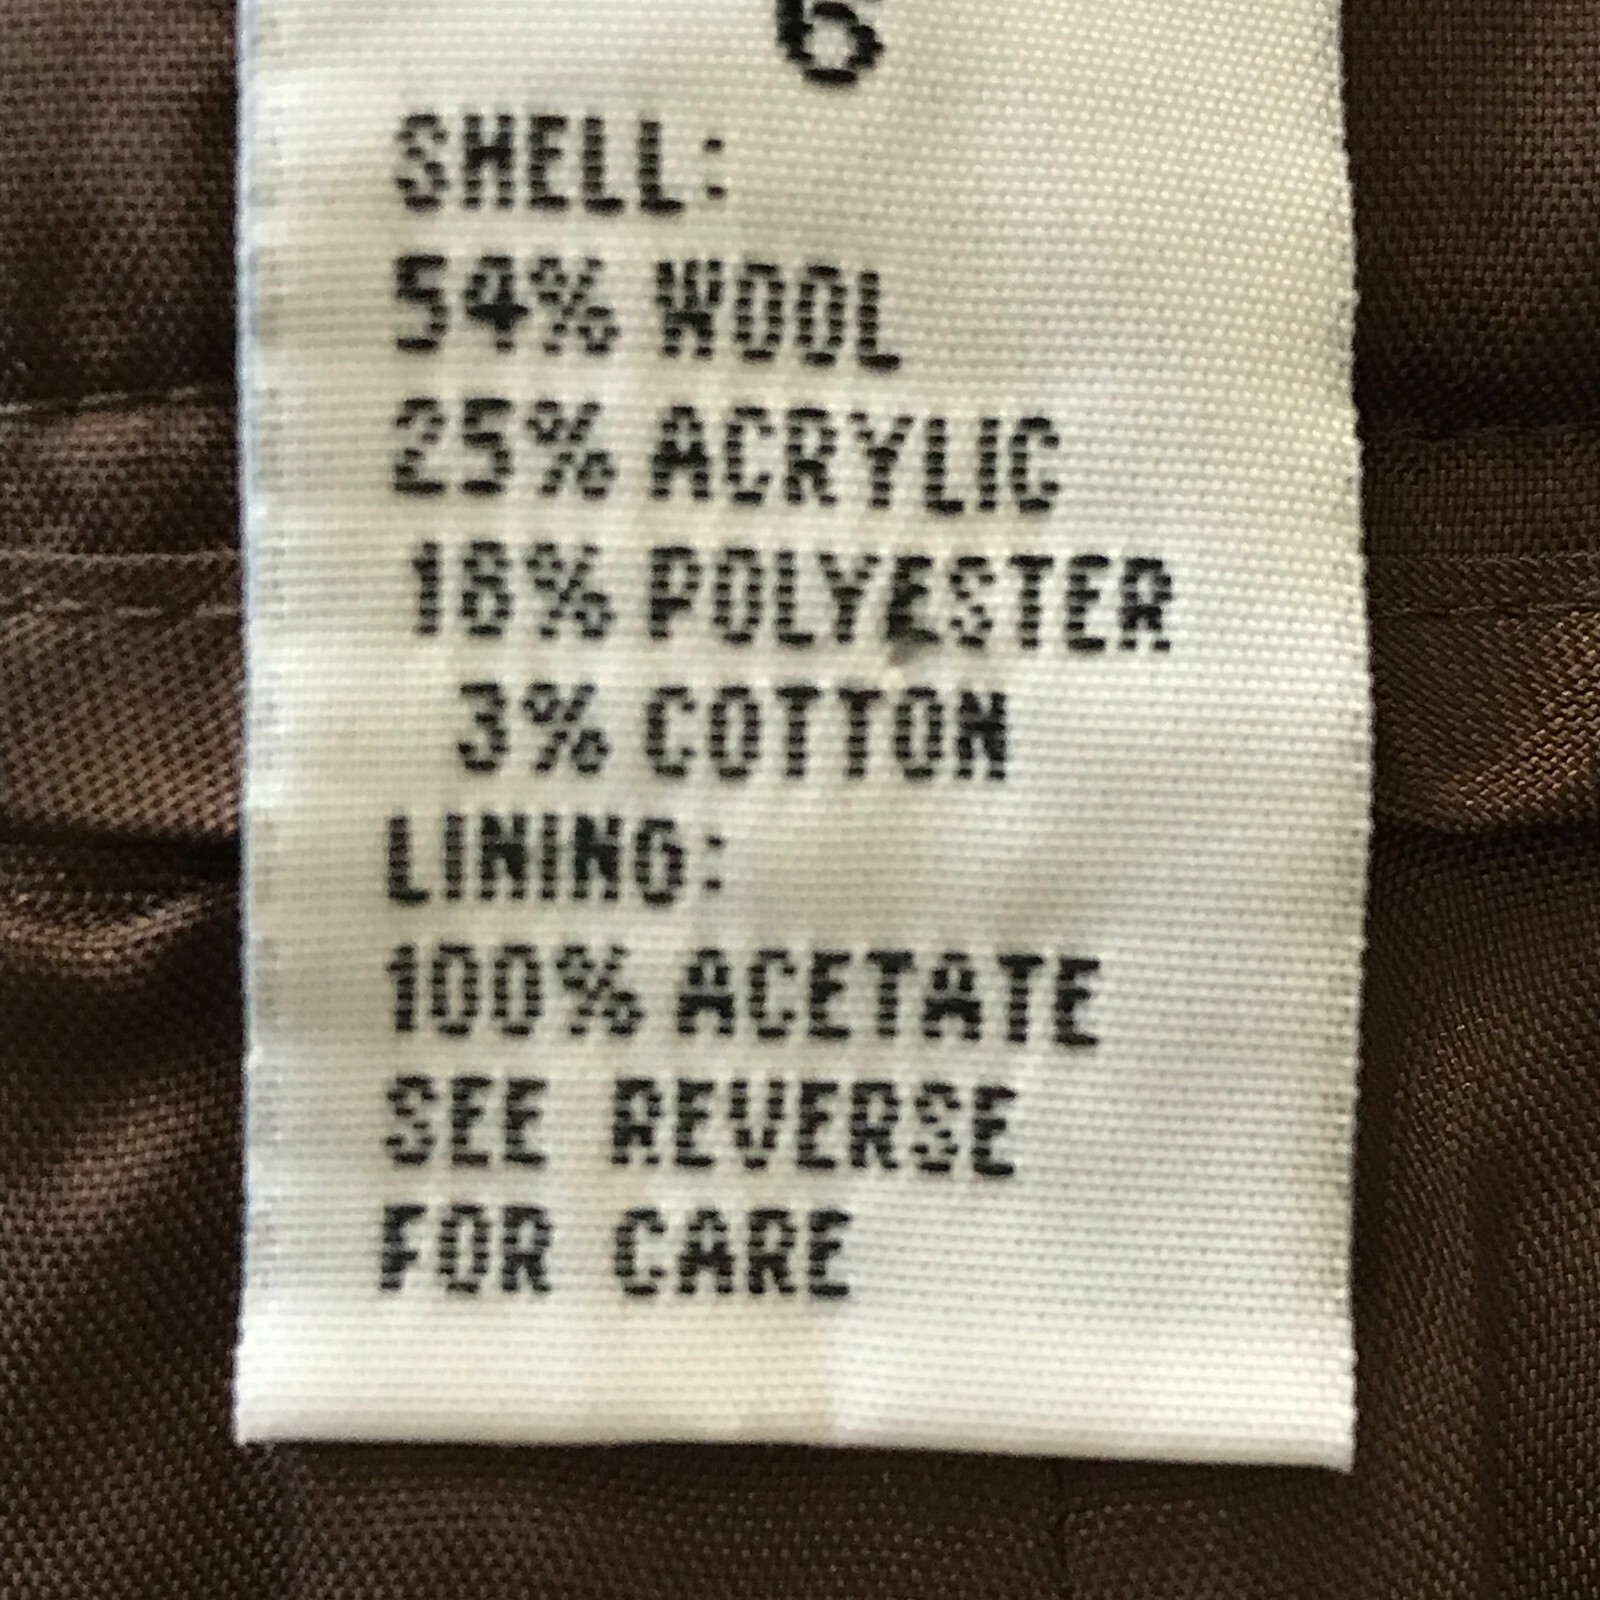 6
SHELL:
54% WOOL
25% ACRYLIC
18% POLYESTER
3% COTTON
LINING:
100% ACETATE
SEE REVERSE
FOR CARE